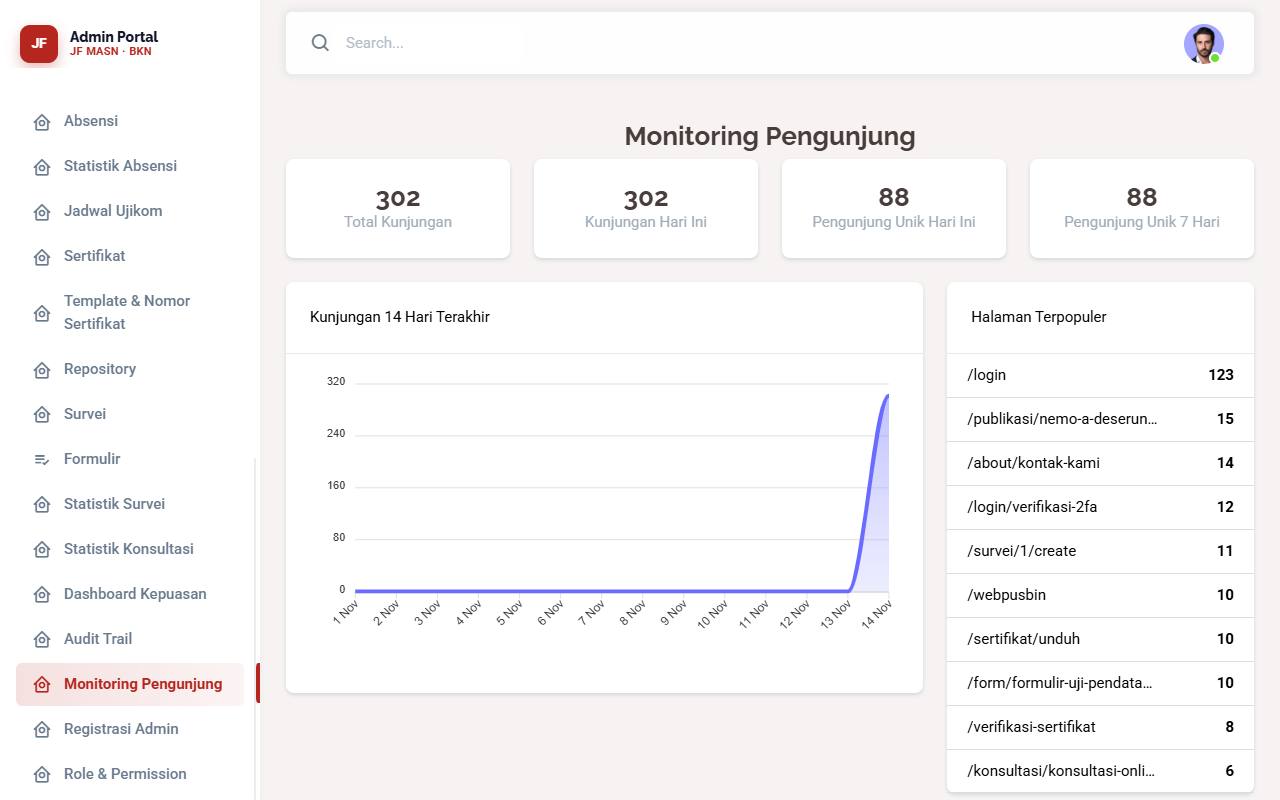 JF
Admin Portal
JF MASN · BKN
Absensi
Statistik Absensi
Jadwal Ujikom
Sertifikat
Template & Nomor
Sertifikat
Repository
Survei
Formulir
Statistik Survei
Statistik Konsultasi
Dashboard Kepuasan
Audit Trail
Monitoring Pengunjung
Registrasi Admin
Role & Permission
Search...
Monitoring Pengunjung
302
Total Kunjungan
302
Kunjungan Hari Ini
88
Pengunjung Unik Hari Ini
88
Pengunjung Unik 7 Hari
Kunjungan 14 Hari Terakhir
320
240
160
80
0
1 Nov
2 Nov
3 Nov
4 Nov
5 Nov
6 Nov
7 Nov
8 Nov
9 Nov
10 Nov
11 Nov
12 Nov
13 Nov
14 Nov
Halaman Terpopuler
/login 123
/publikasi/nemo-a-deserun... 15
/about/kontak-kami 14
/login/verifikasi-2fa 12
/survei/1/create 11
/webpusbin 10
/sertifikat/unduh 10
/form/formulir-uji-pendata... 10
/verifikasi-sertifikat 8
/konsultasi/konsultasi-onli... 6